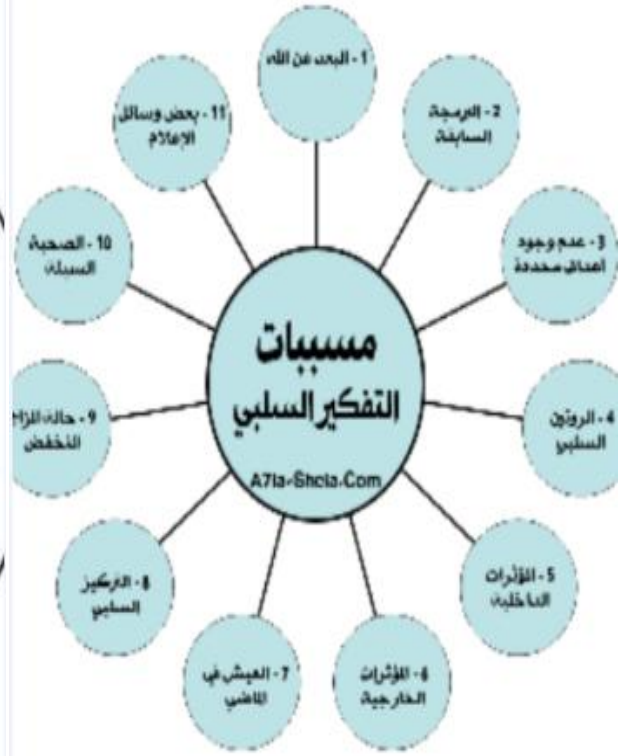 مسببات
التفكير السلبي
A7la-Shela.Com
1 - البعد عن الله
2 - البرمجة
السابقة
3 - عدم وجود
أهداف محددة
4 - الروتين
السلبي
5 - المؤثرات
الداخلية
6 - المؤثرات
الخارجية
7 - العيش في
الماضي
8 - التركيز
السلبي
9 - حالة المزاج
المنخفض
10 - الصحبة
السيئة
11 - بعض وسائل
الإعلام